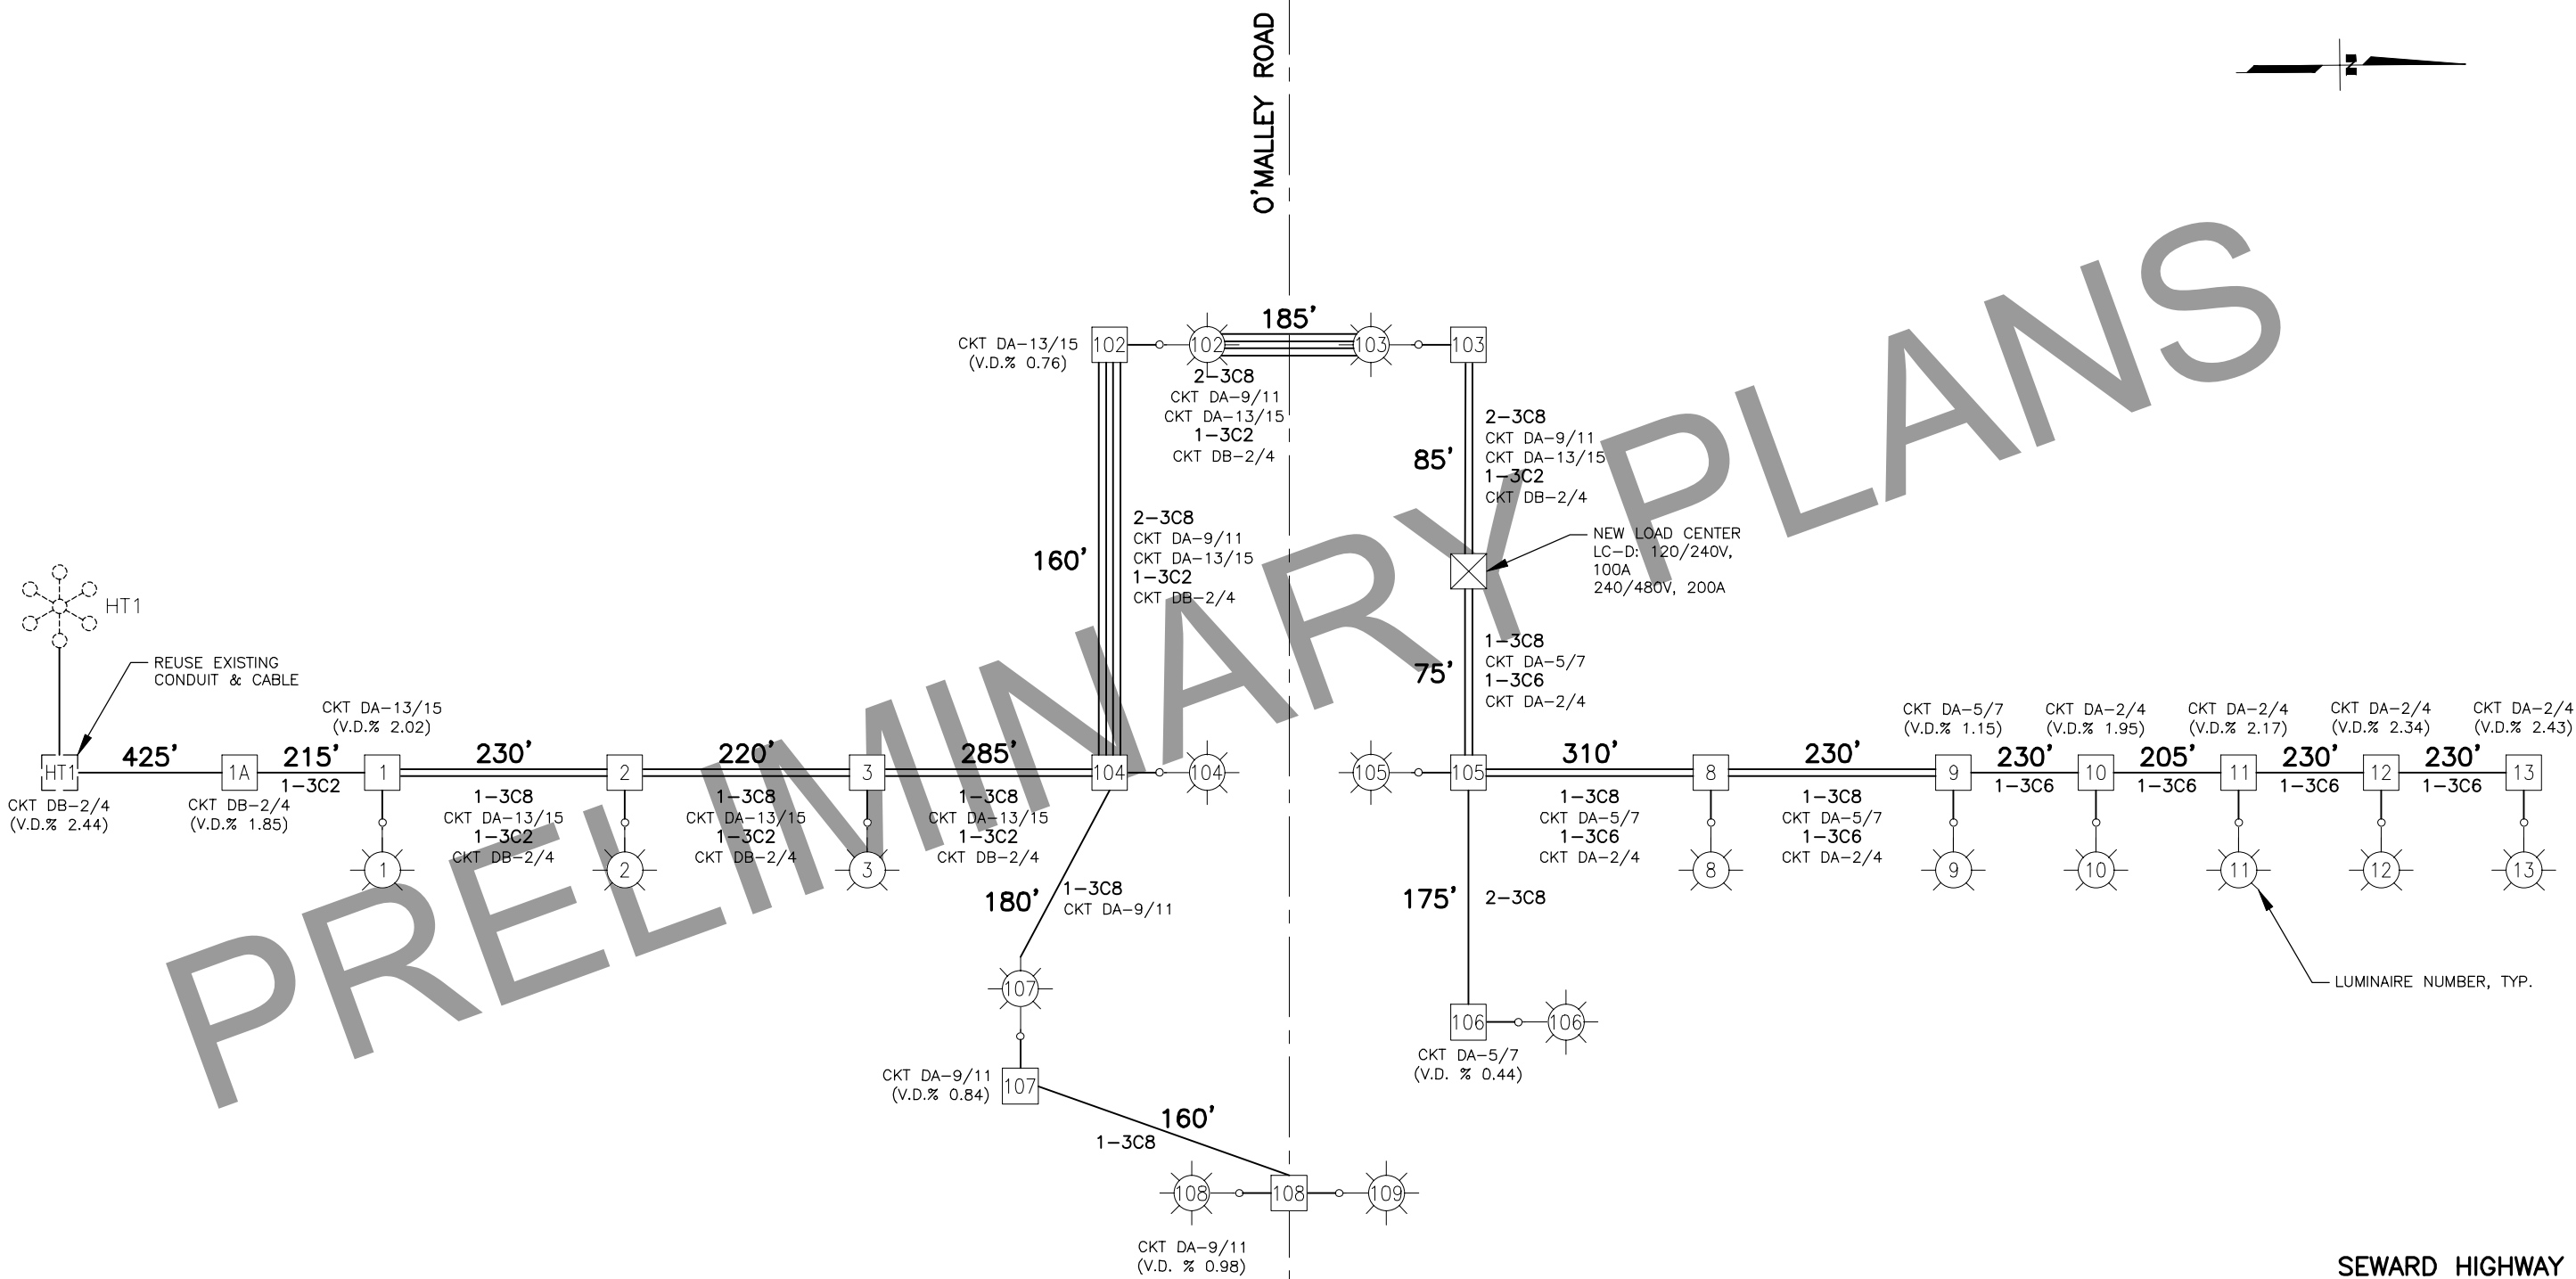 O'MALLEY ROAD
N
185'
102
102
103
103
CKT DA-13/15
(V.D.% 0.76)
2-3C8
CKT DA-9/11
CKT DA-13/15
1-3C2
CKT DB-2/4
85'
2-3C8
CKT DA-9/11
CKT DA-13/15
1-3C2
CKT DB-2/4
160'
2-3C8
CKT DA-9/11
CKT DA-13/15
1-3C2
CKT DB-2/4
NEW LOAD CENTER
LC-D: 120/240V,
100A
240/480V, 200A
HT1
REUSE EXISTING
CONDUIT & CABLE
75'
1-3C8
CKT DA-5/7
1-3C6
CKT DA-2/4
CKT DA-13/15
(V.D.% 2.02)
CKT DA-5/7
(V.D.% 1.15)
CKT DA-2/4
(V.D.% 1.95)
CKT DA-2/4
(V.D.% 2.17)
CKT DA-2/4
(V.D.% 2.34)
CKT DA-2/4
(V.D.% 2.43)
HT1
425'
1A
215'
1-3C2
1
230'
2
220'
3
285'
104
104
105
105
310'
8
230'
9
230'
1-3C6
10
205'
1-3C6
11
230'
1-3C6
12
230'
1-3C6
13
CKT DB-2/4
(V.D.% 2.44)
CKT DB-2/4
(V.D.% 1.85)
1-3C8
CKT DA-13/15
1-3C2
CKT DB-2/4
1-3C8
CKT DA-13/15
1-3C2
CKT DB-2/4
1-3C8
CKT DA-13/15
1-3C2
CKT DB-2/4
1-3C8
CKT DA-5/7
1-3C6
CKT DA-2/4
1-3C8
CKT DA-5/7
1-3C6
CKT DA-2/4
1
2
3
8
9
10
11
12
13
180'
1-3C8
CKT DA-9/11
175'
2-3C8
LUMINAIRE NUMBER, TYP.
107
106
106
CKT DA-5/7
(V.D. % 0.44)
CKT DA-9/11
(V.D.% 0.84)
107
160'
1-3C8
108
108
109
CKT DA-9/11
(V.D. % 0.98)
SEWARD HIGHWAY
PRELIMINARY PLANS